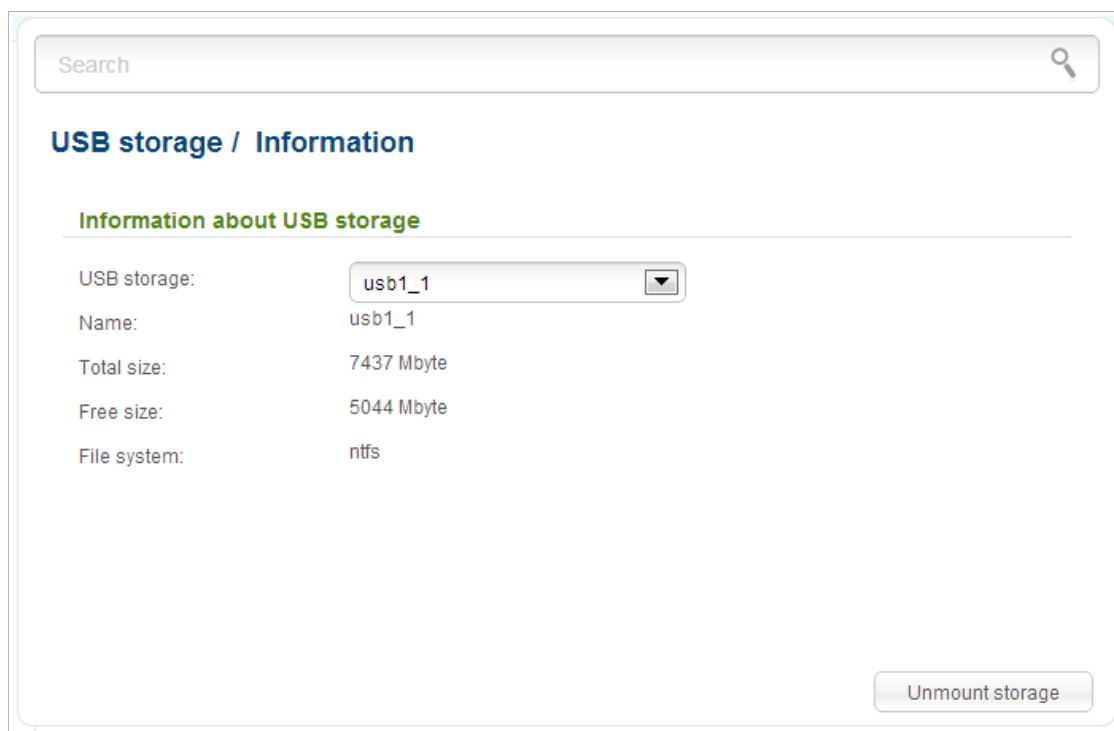 Search
USB storage / Information
Information about USB storage
USB storage: usb1_1
Name: usb1_1
Total size: 7437 Mbyte
Free size: 5044 Mbyte
File system: ntfs
Unmount storage